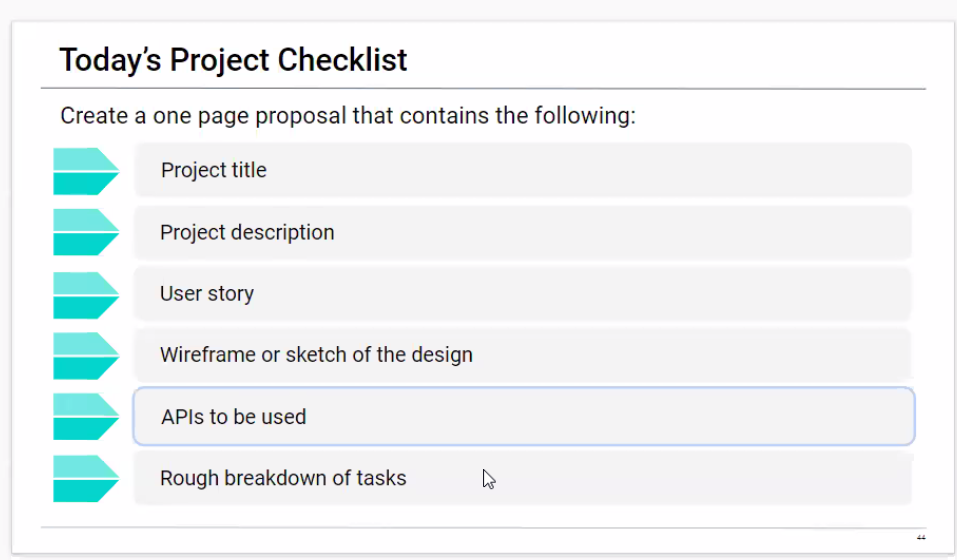 Today’s Project Checklist
Create a one page proposal that contains the following:
Project title
Project description
User story
Wireframe or sketch of the design
APIs to be used
Rough breakdown of tasks
44